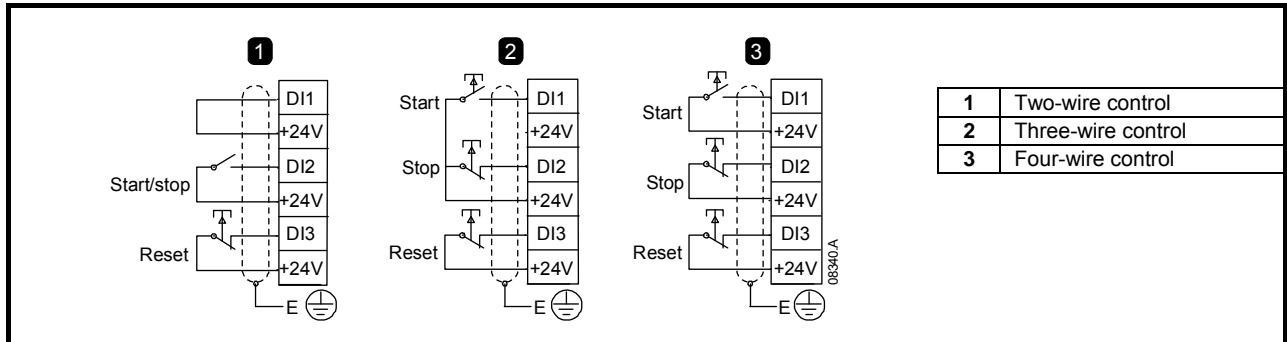 1
DI1
+24V
Start/stop
DI2
+24V
Reset
DI3
+24V
E
2
Start
DI1
+24V
Stop
DI2
+24V
Reset
DI3
+24V
E
3
Start
DI1
+24V
Stop
DI2
+24V
Reset
DI3
+24V
E
08340.A
1 Two-wire control
2 Three-wire control
3 Four-wire control